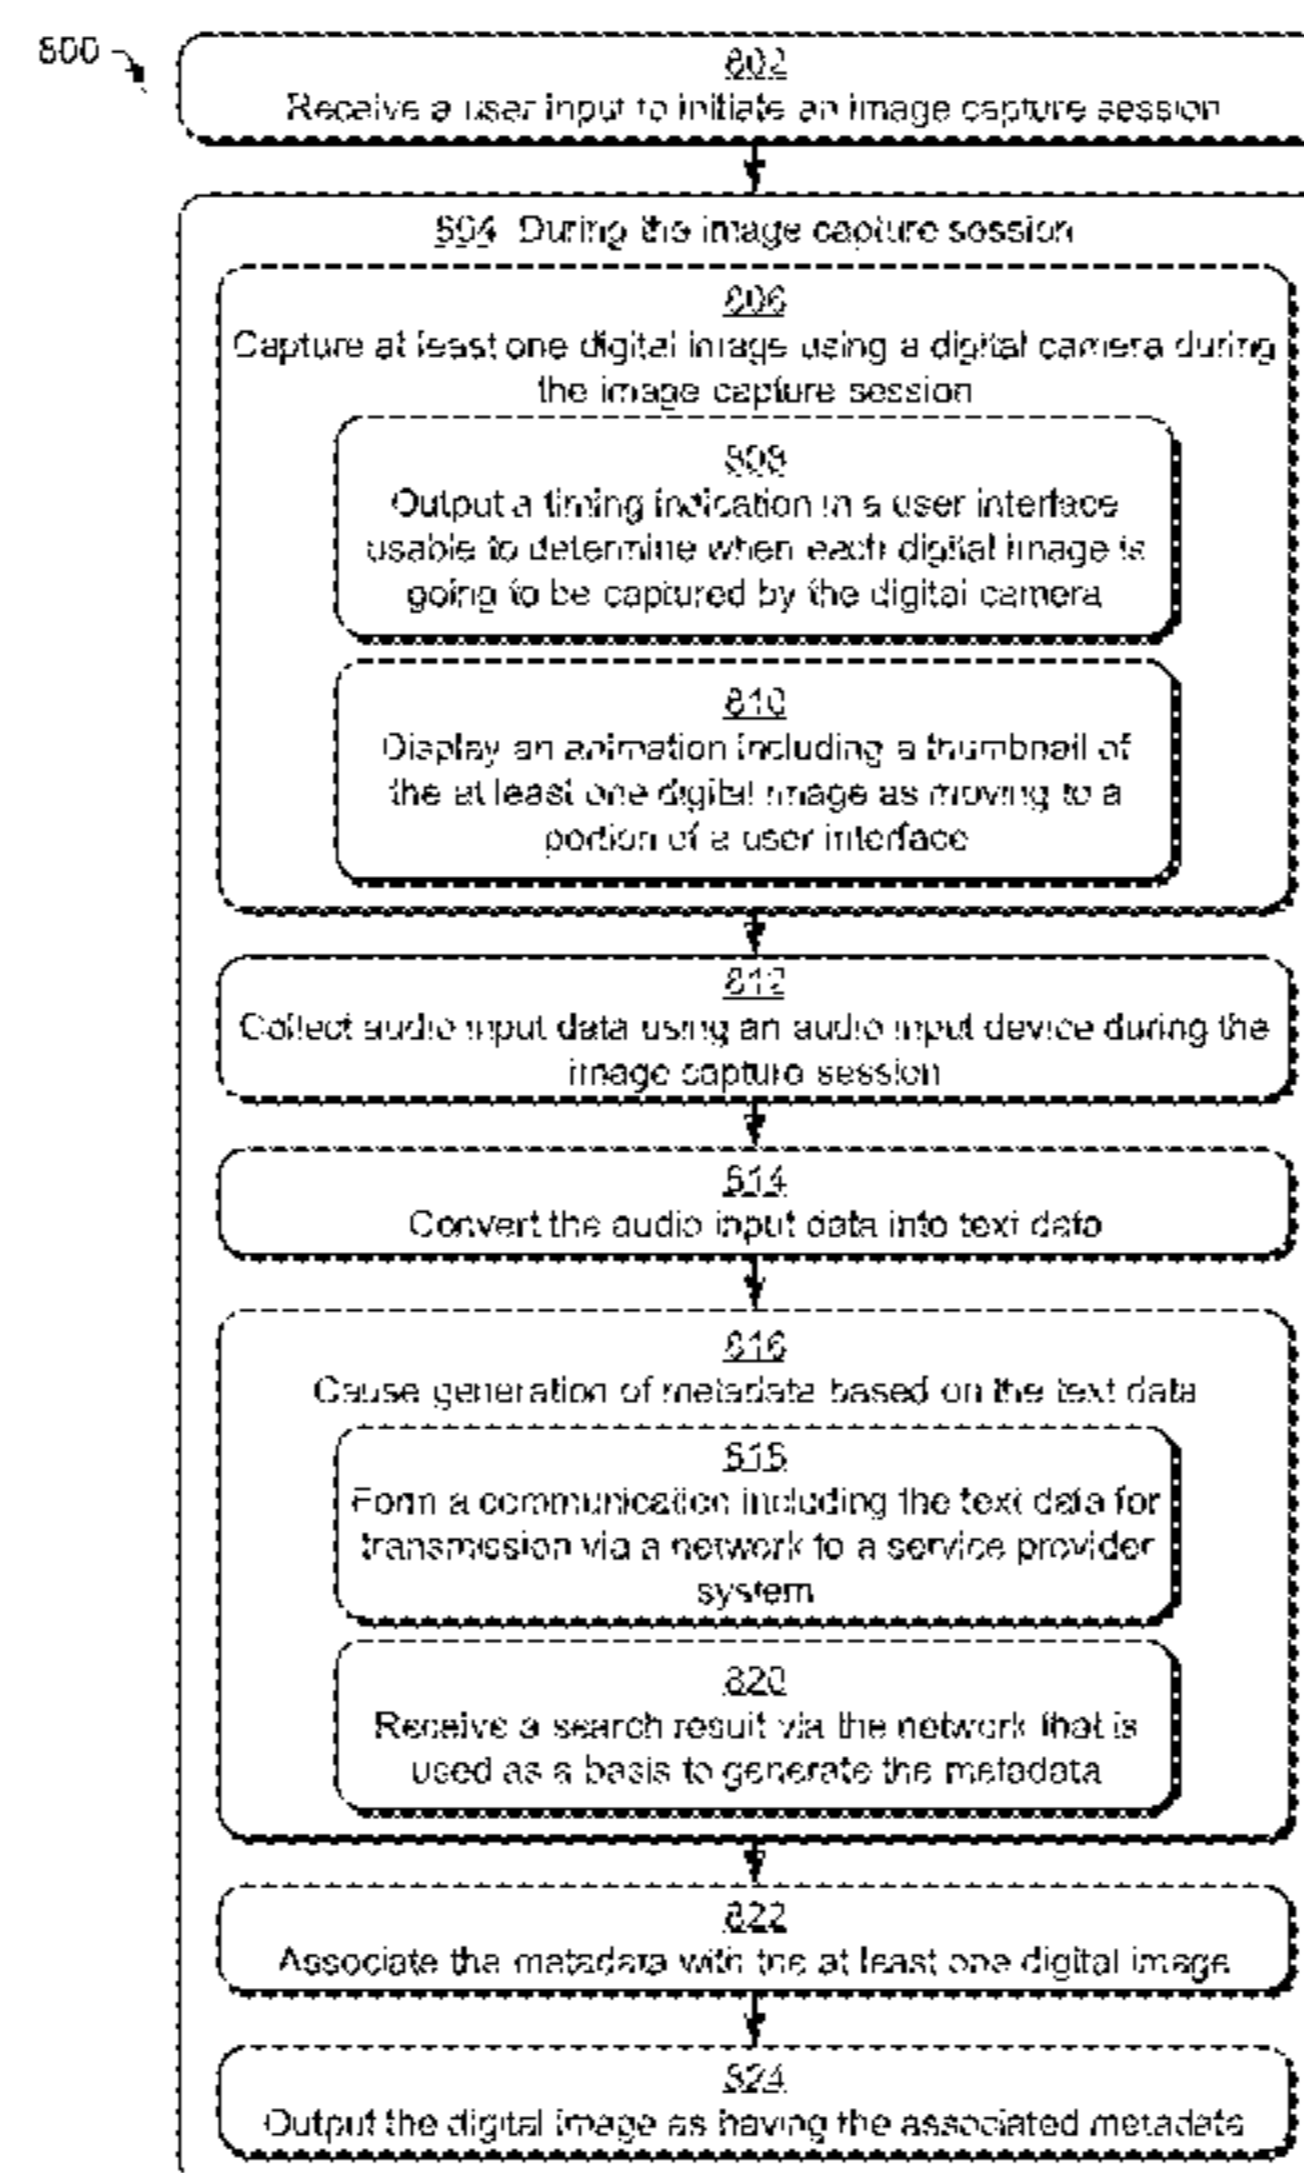 800
802
Receive a user input to initiate an image capture session
804 During the image capture session
806
Capture at least one digital image using a digital camera during
the image capture session
808
Output a timing indication in a user interface
usable to determine when each digital image is
going to be captured by the digital camera
810
Display an animation including a thumbnail of
the at least one digital image as moving to a
portion of a user interface
812
Collect audio input data using an audio input device during the
image capture session
814
Convert the audio input data into text data
816
Cause generation of metadata based on the text data
818
Form a communication including the text data for
transmission via a network to a service provider
system
820
Receive a search result via the network that is
used as a basis to generate the metadata
822
Associate the metadata with the at least one digital image
824
Output the digital image as having the associated metadata